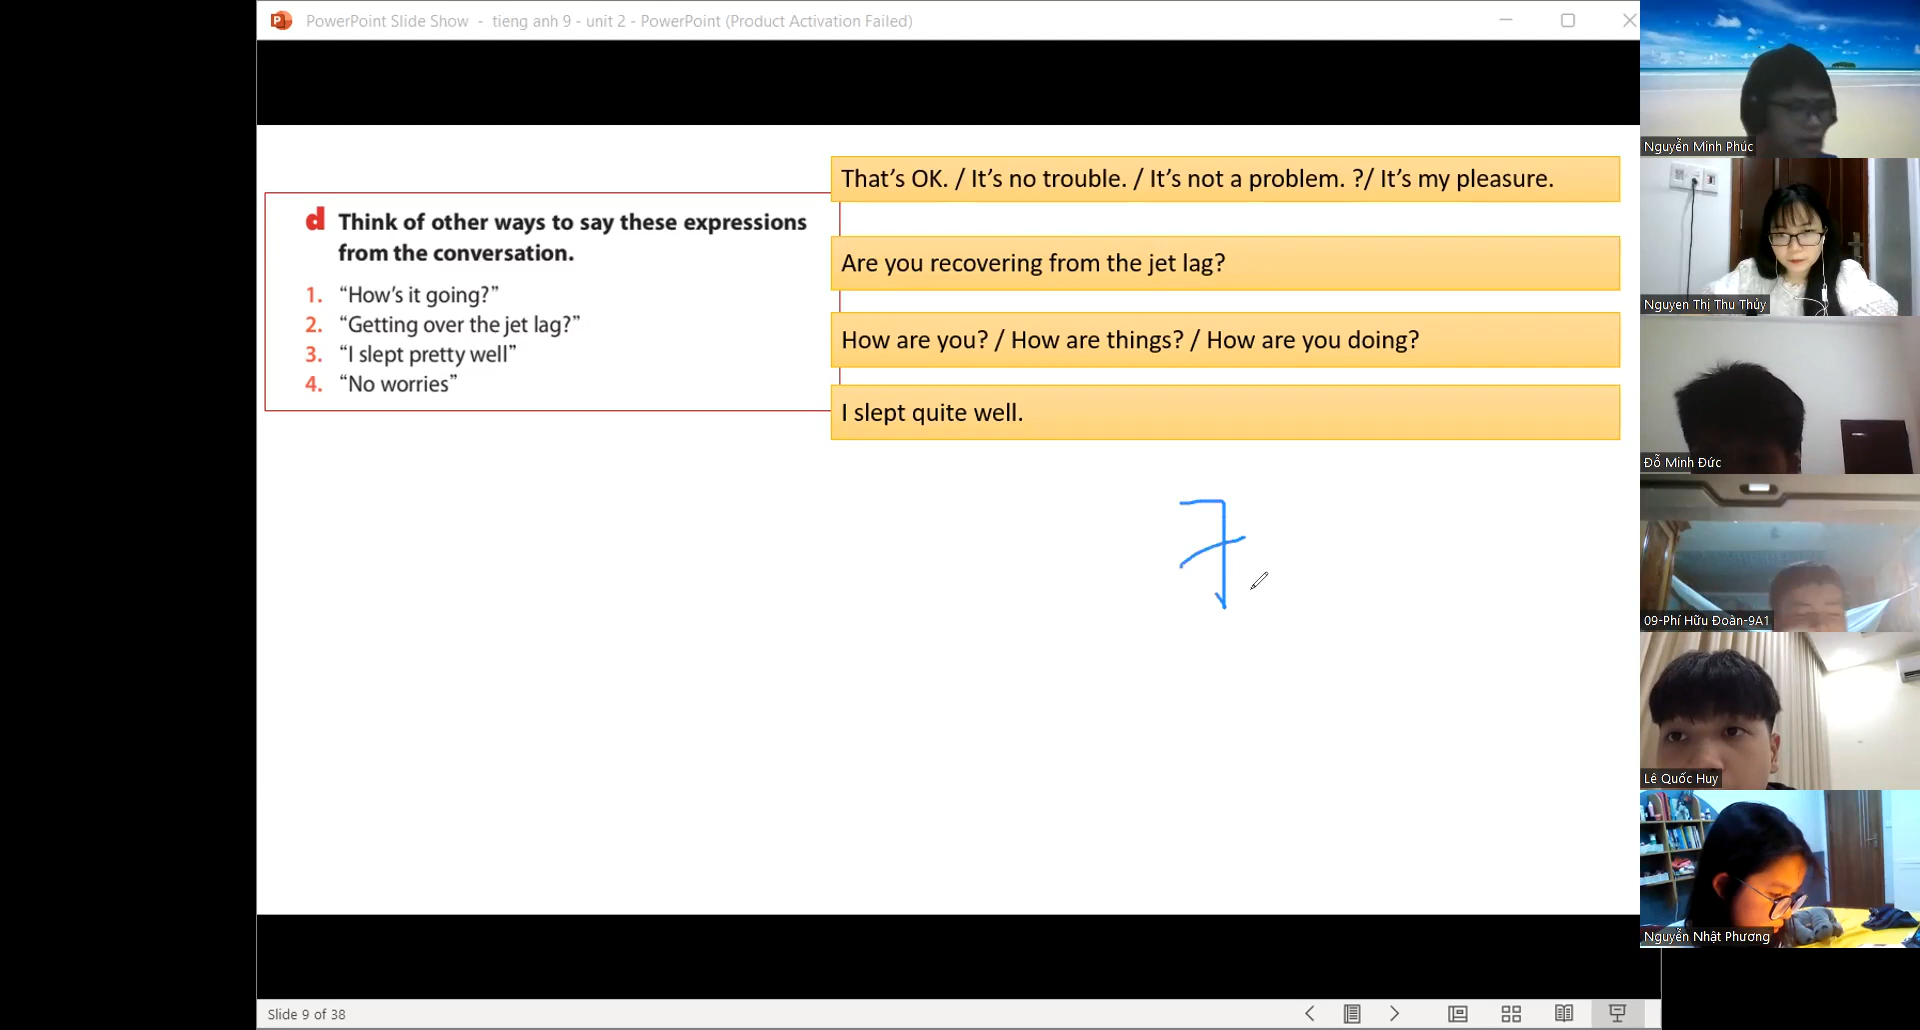 PowerPoint Slide Show - tieng anh 9 - unit 2 - PowerPoint (Product Activation Failed)
d Think of other ways to say these expressions
from the conversation.
1. “How’s it going?”
2. “Getting over the jet lag?”
3. “I slept pretty well”
4. “No worries”
That’s OK. / It’s no trouble. / It’s not a problem. ?/ It’s my pleasure.
Are you recovering from the jet lag?
How are you? / How are things? / How are you doing?
I slept quite well.
7
Nguyễn Minh Phúc
Nguyen Thị Thu Thủy
Đỗ Minh Đức
09-Phí Hữu Đoàn-9A1
Lê Quốc Huy
Nguyễn Nhật Phương
Slide 9 of 38